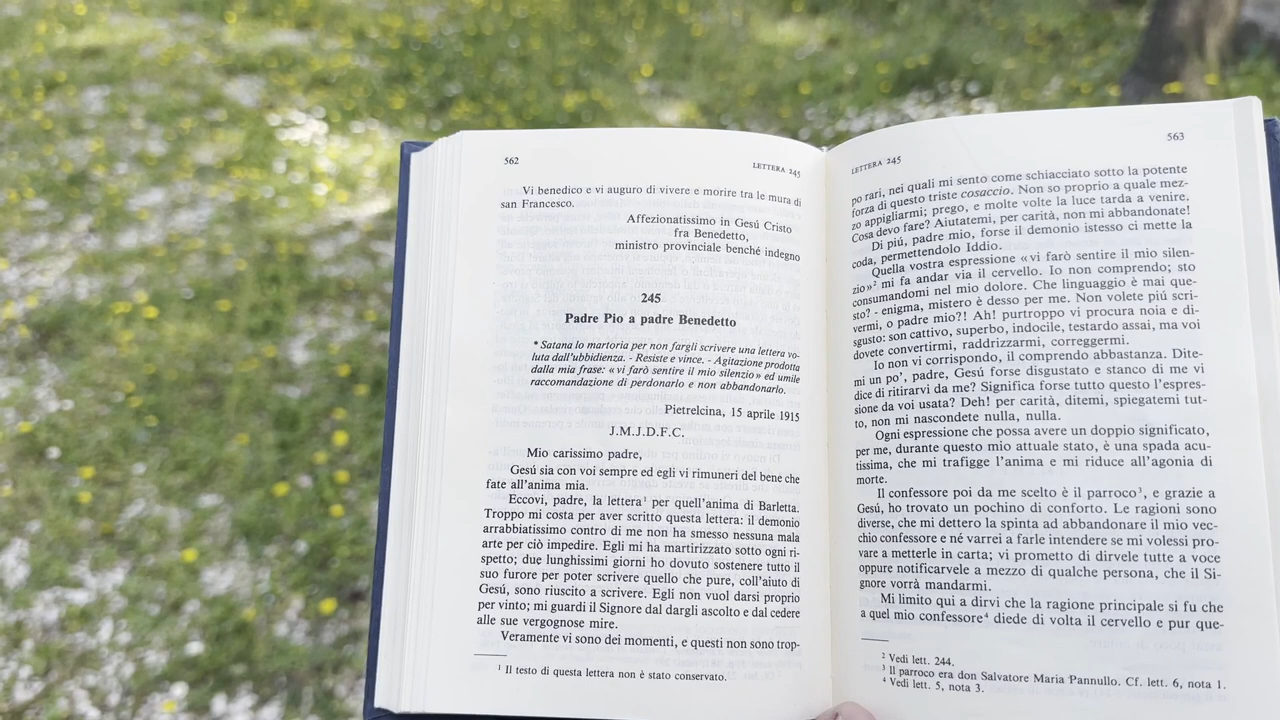 562
LETTERA 245
Vi benedico e vi auguro di vivere e morire tra le mura di
san Francesco.
Affezionatissimo in Gesú Cristo
fra Benedetto,
ministro provinciale benché indegno
245
Padre Pio a padre Benedetto
* Satana lo martoria per non fargli scrivere una lettera vo-
luta dall'ubbidienza. - Resiste e vince. - Agitazione prodotta
dalla mia frase: « vi farò sentire il mio silenzio » ed umile
raccomandazione di perdonarlo e non abbandonarlo.
Pietrelcina, 15 aprile 1915
J.M.J.D.F.C.
Mio carissimo padre,
Gesú sia con voi sempre ed egli vi rimuneri del bene che
fate all'anima mia.
Eccovi, padre, la lettera¹ per quell'anima di Barletta.
Troppo mi costa per aver scritto questa lettera: il demonio
arrabbiatissimo contro di me non ha smesso nessuna mala
arte per ciò impedire. Egli mi ha martirizzato sotto ogni ri-
spetto; due lunghissimi giorni ho dovuto sostenere tutto il
suo furore per poter scrivere quello che pure, coll'aiuto di
Gesú, sono riuscito a scrivere. Egli non vuol darsi proprio
per vinto; mi guardi il Signore dal dargli ascolto e dal cedere
alle sue vergognose mire.
Veramente vi sono dei momenti, e questi non sono trop-
¹ Il testo di questa lettera non è stato conservato.
563
LETTERA 245
po rari, nei quali mi sento come schiacciato sotto la potente
forza di questo triste cosaccio. Non so proprio a quale mez-
zo appigliarmi; prego, e molte volte la luce tarda a venire.
Cosa devo fare? Aiutatemi, per carità, non mi abbandonate!
Di piú, padre mio, forse il demonio istesso ci mette la
coda, permettendolo Iddio.
Quella vostra espressione « vi farò sentire il mio silen-
zio »² mi fa andar via il cervello. Io non comprendo; sto
consumandomi nel mio dolore. Che linguaggio è mai que-
sto? - enigma, mistero è desso per me. Non volete piú scri-
vermi, o padre mio?! Ah! purtroppo vi procura noia e di-
sgusto: son cattivo, superbo, indocile, testardo assai, ma voi
dovete convertirmi, raddrizzarmi, correggermi.
Io non vi corrispondo, il comprendo abbastanza. Dite-
mi un po', padre, Gesú forse disgustato e stanco di me vi
dice di ritirarvi da me? Significa forse tutto questo l'espres-
sione da voi usata? Deh! per carità, ditemi, spiegatemi tut-
to, non mi nascondete nulla, nulla.
Ogni espressione che possa avere un doppio significato,
per me, durante questo mio attuale stato, è una spada acu-
tissima, che mi trafigge l'anima e mi riduce all'agonia di
morte.
Il confessore poi da me scelto è il parroco³, e grazie a
Gesú, ho trovato un pochino di conforto. Le ragioni sono
diverse, che mi dettero la spinta ad abbandonare il mio vec-
chio confessore e né varrei a farle intendere se mi volessi pro-
vare a metterle in carta; vi prometto di dirvele tutte a voce
oppure notificarvele a mezzo di qualche persona, che il Si-
gnore vorrà mandarmi.
Mi limito qui a dirvi che la ragione principale si fu che
a quel mio confessore⁴ diede di volta il cervello e pur que-
² Vedi lett. 244.
³ Il parroco era don Salvatore Maria Pannullo. Cf. lett. 6, nota 1.
⁴ Vedi lett. 5, nota 3.